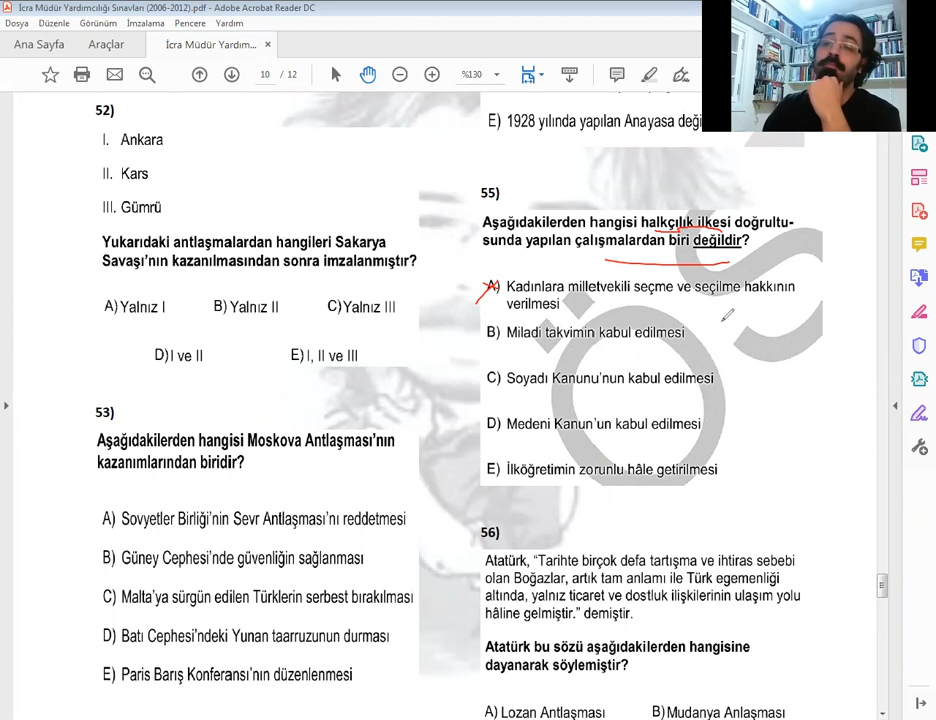 İcra Müdür Yardımcılığı Sınavları (2006-2012).pdf - Adobe Acrobat Reader DC
Dosya Düzenle Görünüm İmzalama Pencere Yardım
Ana Sayfa Araçlar İcra Müdür Yardım... ×
10 / 12 %130
52)
I. Ankara
II. Kars
III. Gümrü
Yukarıdaki antlaşmalardan hangileri Sakarya
Savaşı'nın kazanılmasından sonra imzalanmıştır?
A) Yalnız I B) Yalnız II C) Yalnız III
D) I ve II E) I, II ve III
53)
Aşağıdakilerden hangisi Moskova Antlaşması'nın
kazanımlarından biridir?
A) Sovyetler Birliği'nin Sevr Antlaşması'nı reddetmesi
B) Güney Cephesi'nde güvenliğin sağlanması
C) Malta'ya sürgün edilen Türklerin serbest bırakılması
D) Batı Cephesi'ndeki Yunan taarruzunun durması
E) Paris Barış Konferansı'nın düzenlenmesi
E) 1928 yılında yapılan Anayasa deği
55)
Aşağıdakilerden hangisi halkçılık ilkesi doğrultu-
sunda yapılan çalışmalardan biri değildir?
A) Kadınlara milletvekili seçme ve seçilme hakkının
verilmesi
B) Miladi takvimin kabul edilmesi
C) Soyadı Kanunu'nun kabul edilmesi
D) Medeni Kanun'un kabul edilmesi
E) İlköğretimin zorunlu hâle getirilmesi
56)
Atatürk, “Tarihte birçok defa tartışma ve ihtiras sebebi
olan Boğazlar, artık tam anlamı ile Türk egemenliği
altında, yalnız ticaret ve dostluk ilişkilerinin ulaşım yolu
hâline gelmiştir.” demiştir.
Atatürk bu sözü aşağıdakilerden hangisine
dayanarak söylemiştir?
A) Lozan Antlaşması B) Mudanya Anlaşması